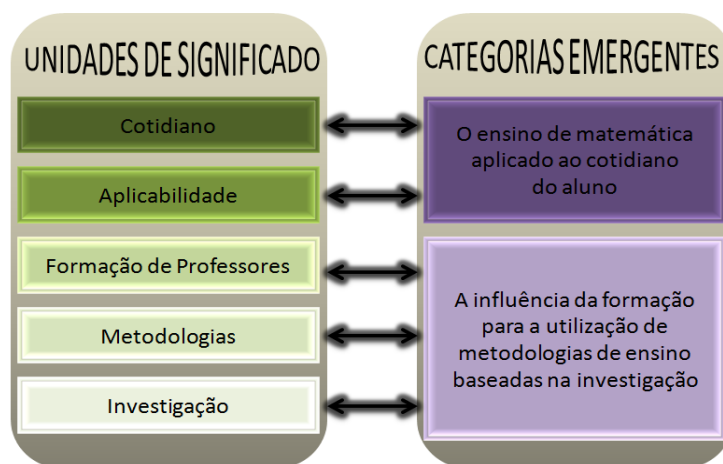 UNIDADES DE SIGNIFICADO
Cotidiano
Aplicabilidade
Formação de Professores
Metodologias
Investigação
CATEGORIAS EMERGENTES
O ensino de matemática
aplicado ao cotidiano
do aluno
A influência da formação
para a utilização de
metodologias de ensino
baseadas na investigação